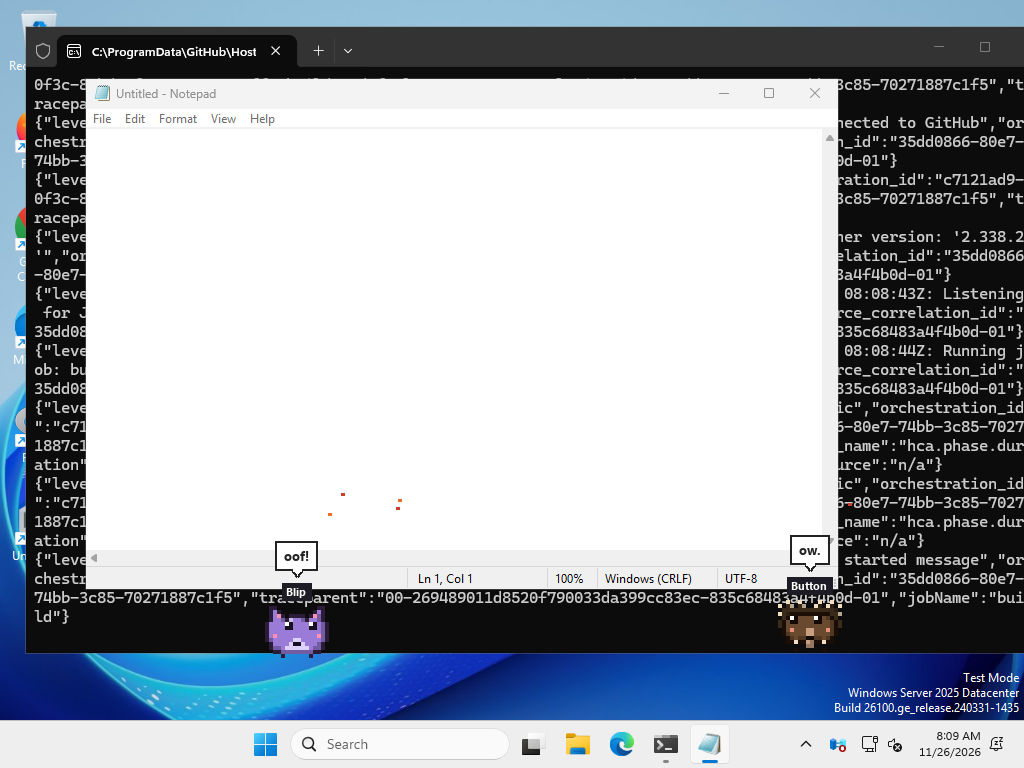 C:\ProgramData\GitHub\Host
Untitled - Notepad
File Edit Format View Help
3c85-70271887c1f5","t
racepa
{"leve nected to GitHub","or
chestr n_id":"35dd0866-80e7-
74bb-3 0d-01"}
{"leve ration_id":"c7121ad9-
0f3c-8 3c85-70271887c1f5","t
racepa
{"leve ner version: '2.338.2
'","or elation_id":"35dd0866
-80e7- 3a4f4b0d-01"}
{"leve 08:08:43Z: Listening
for J rce_correlation_id":"
35dd08 835c68483a4f4b0d-01"}
{"leve 08:08:44Z: Running j
ob: bu rce_correlation_id":"
35dd08 835c68483a4f4b0d-01"}
{"leve ic","orchestration_id
":"c71 6-80e7-74bb-3c85-7027
1887c1 _name":"hca.phase.dur
ation" urce":"n/a"}
{"leve ic","orchestration_id
":"c71 -80e7-74bb-3c85-7027
1887c1 _name":"hca.phase.dur
ation" ce":"n/a"}
{"leve started message","or
chestr n_id":"35dd0866-80e7-
74bb-3c85-70271887c1f5","traceparent":"00-269489011d8520f790033da399cc83ec-835c68483a4f4b0d-01","jobName":"bui
ld"}
oof!
Blip
ow.
Button
Ln 1, Col 1 100% Windows (CRLF) UTF-8
Test Mode
Windows Server 2025 Datacenter
Build 26100.ge_release.240331-1435
Search
8:09 AM
11/26/2026